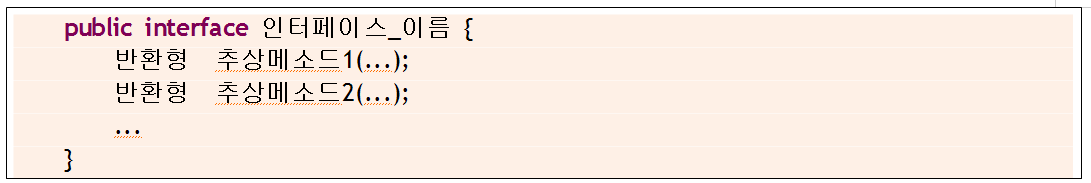 public interface 인터페이스_이름 {
반환형 추상메소드1(...);
반환형 추상메소드2(...);
...
}